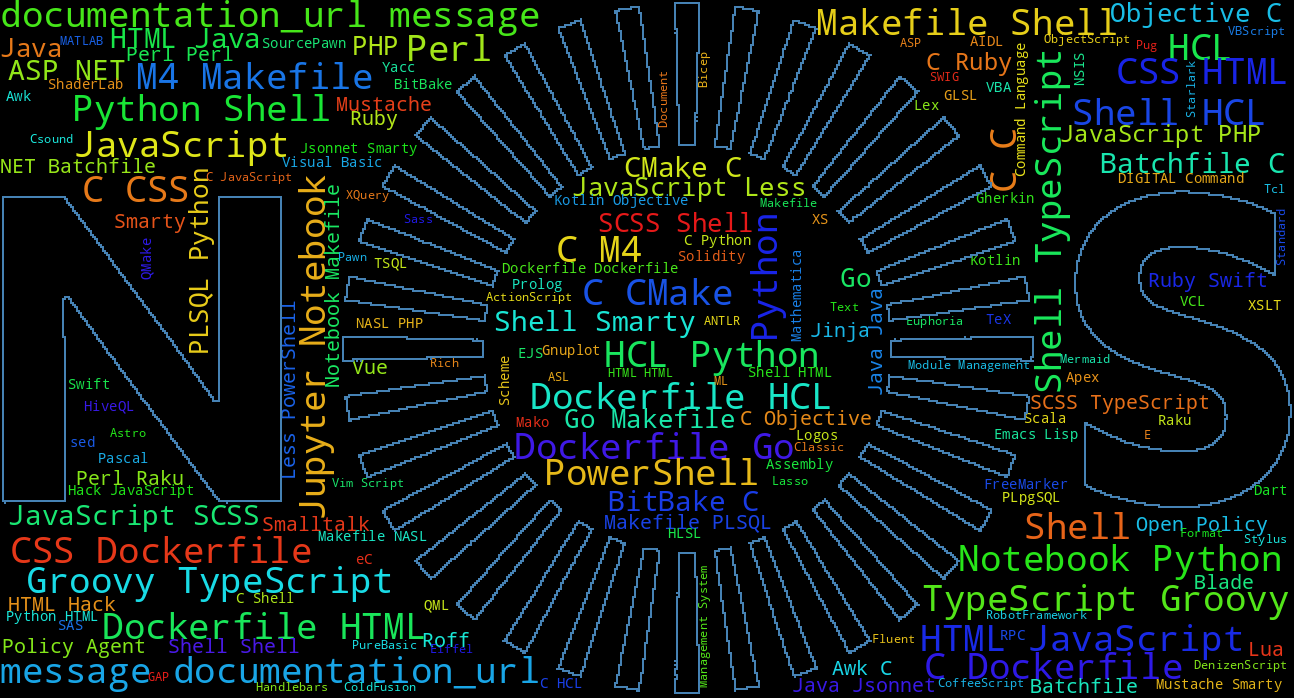 documentation_url message
Makefile Shell
Objective C
Java
MATLAB
HTML Java
SourcePawn
PHP
Perl
Perl Perl
ASP
AIDL
ObjectScript
Pug
HCL
VBScript
ASP NET
ShaderLab
M4 Makefile
Yacc
BitBake
Document
Bicep
C Ruby
SWIG
GLSL
VBA
Command Language
NSIS
CSS HTML
Starlark
Awk
Python Shell
Mustache
Ruby
Lex
Shell HCL
JavaScript PHP
Csound
JavaScript
Jsonnet Smarty
Visual Basic
C C
Shell TypeScript
Batchfile C
NET Batchfile
C JavaScript
C CSS
PLSQL Python
Jupyter Notebook
Notebook Makefile
XQuery
CMake C
JavaScript Less
Kotlin Objective
Makefile
Gherkin
DIGITAL Command
Tcl
Smarty
Sass
SCSS Shell
XS
Standard
QMake
Pawn
TSQL
C M4
C Python
Solidity
Python
Mathematica
Kotlin
Dockerfile Dockerfile
Prolog
ActionScript
C CMake
Go
Text
Ruby Swift
VCL
XSLT
Less PowerShell
NASL PHP
Shell Smarty
ANTLR
Jinja
Java Java
Euphoria
TeX
Vue
Rich
Scheme
EJS
Gnuplot
HCL Python
HTML HTML
Shell HTML
ML
ASL
Module Management
Mermaid
Apex
Swift
HiveQL
Dockerfile HCL
SCSS TypeScript
Mako
Go Makefile
C Objective
Scala
Raku
sed
Astro
Dockerfile Go
Logos
Classic
Emacs Lisp
E
Pascal
Perl Raku
Hack JavaScript
Vim Script
PowerShell
Assembly
Lasso
FreeMarker
PLpgSQL
Dart
JavaScript SCSS
Smalltalk
Makefile NASL
BitBake C
Makefile PLSQL
HLSL
Shell
Open Policy
Format
Stylus
CSS Dockerfile
eC
Notebook Python
Groovy TypeScript
C Shell
QML
Management System
Blade
TypeScript Groovy
HTML Hack
Python HTML
SAS
Dockerfile HTML
RobotFramework
Policy Agent
Shell Shell
PureBasic
Roff
Eiffel
Fluent
HTML
RPC
JavaScript
Lua
message
GAP
documentation_url
C HCL
Awk C
C Dockerfile
DenizenScript
Handlebars
ColdFusion
Java Jsonnet
CoffeeScript
Batchfile
Mustache Smarty